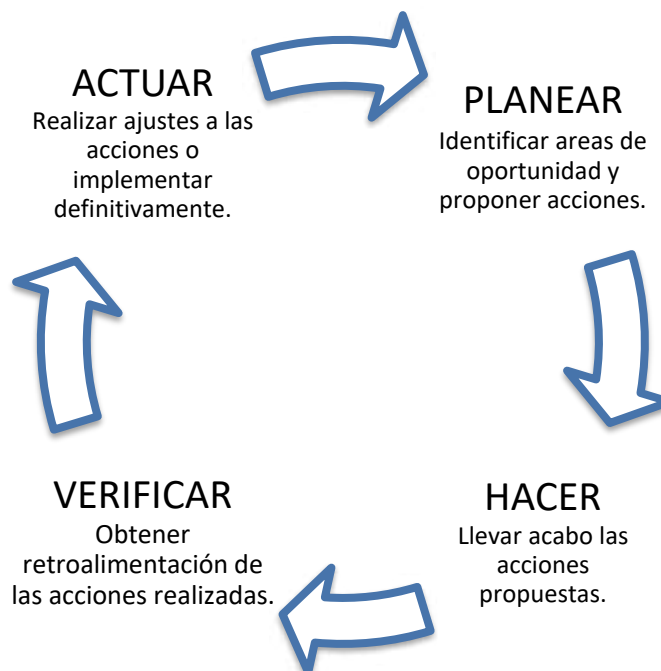 ACTUAR
Realizar ajustes a las
acciones o
implementar
definitivamente.
PLANEAR
Identificar areas de
oportunidad y
proponer acciones.
HACER
Llevar acabo las
acciones
propuestas.
VERIFICAR
Obtener
retroalimentación de
las acciones realizadas.